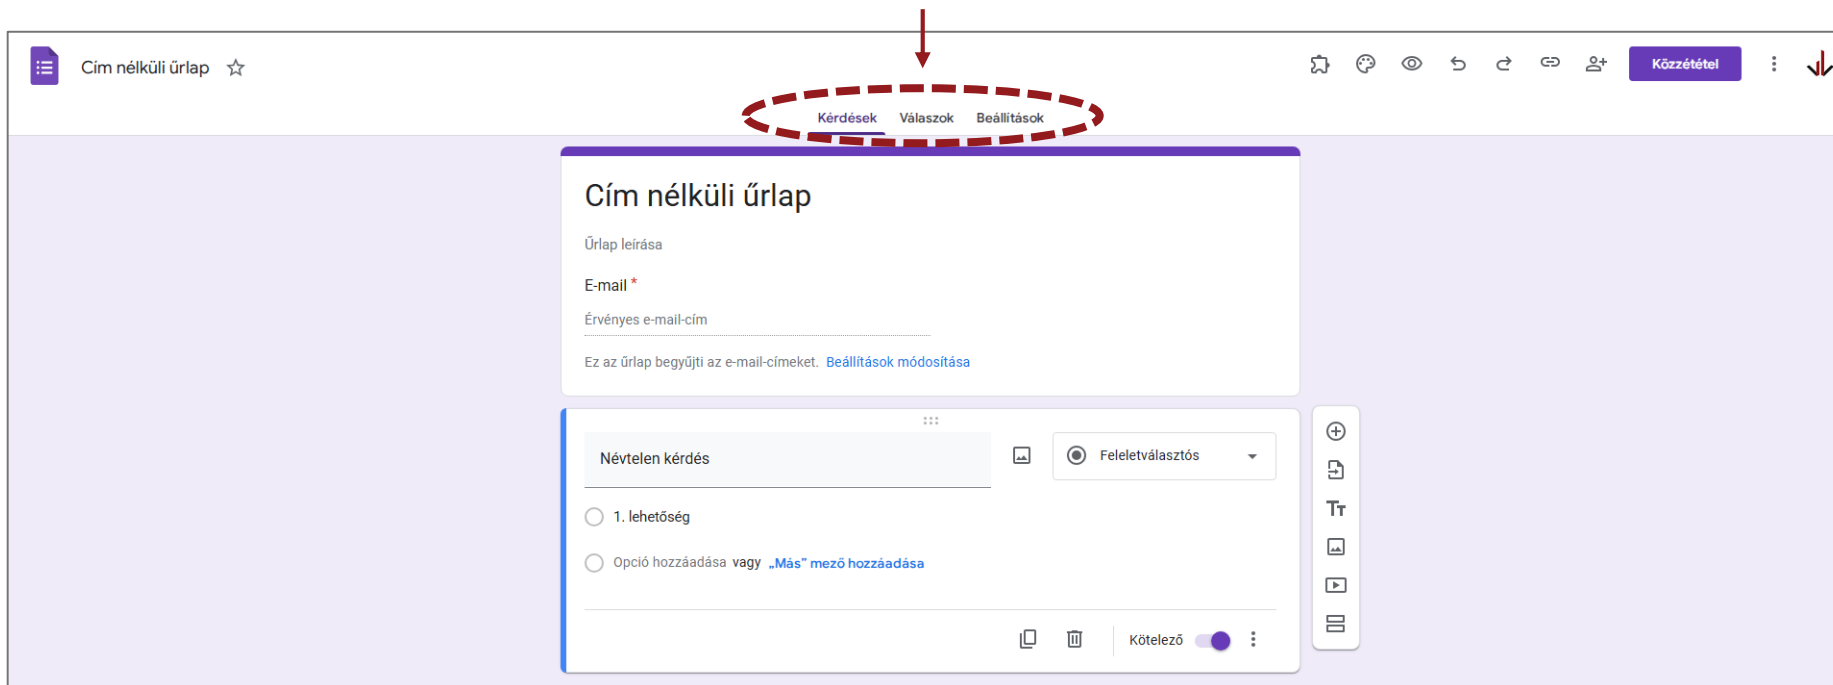 Cím nélküli űrlap
Közzététel
Kérdések Válaszok Beállítások
Cím nélküli űrlap
Űrlap leírása
E-mail *
Érvényes e-mail-cím
Ez az űrlap begyűjti az e-mail-címeket. Beállítások módosítása
Névtelen kérdés
Feleletválasztós
1. lehetőség
Opció hozzáadása vagy „Más” mező hozzáadása
Kötelező